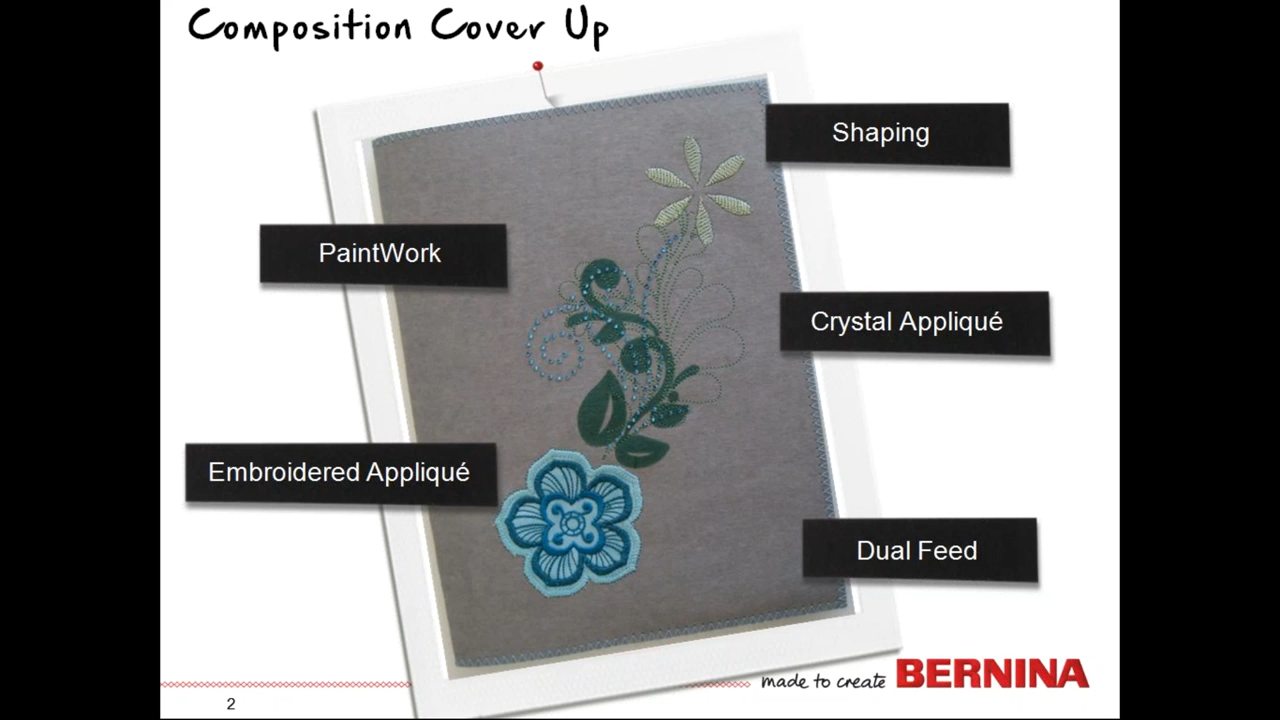 Composition Cover Up
Shaping
PaintWork
Crystal Appliqué
Embroidered Appliqué
Dual Feed
made to create BERNINA
2